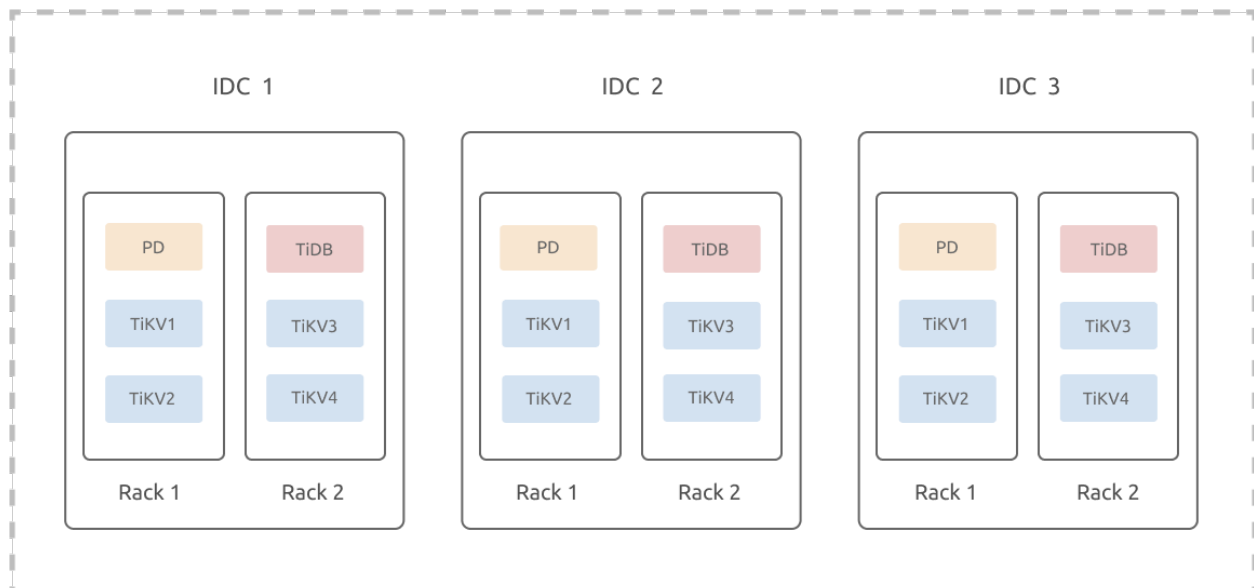 IDC 1
PD
TiKV1
TiKV2
Rack 1
TiDB
TiKV3
TiKV4
Rack 2
IDC 2
PD
TiKV1
TiKV2
Rack 1
TiDB
TiKV3
TiKV4
Rack 2
IDC 3
PD
TiKV1
TiKV2
Rack 1
TiDB
TiKV3
TiKV4
Rack 2